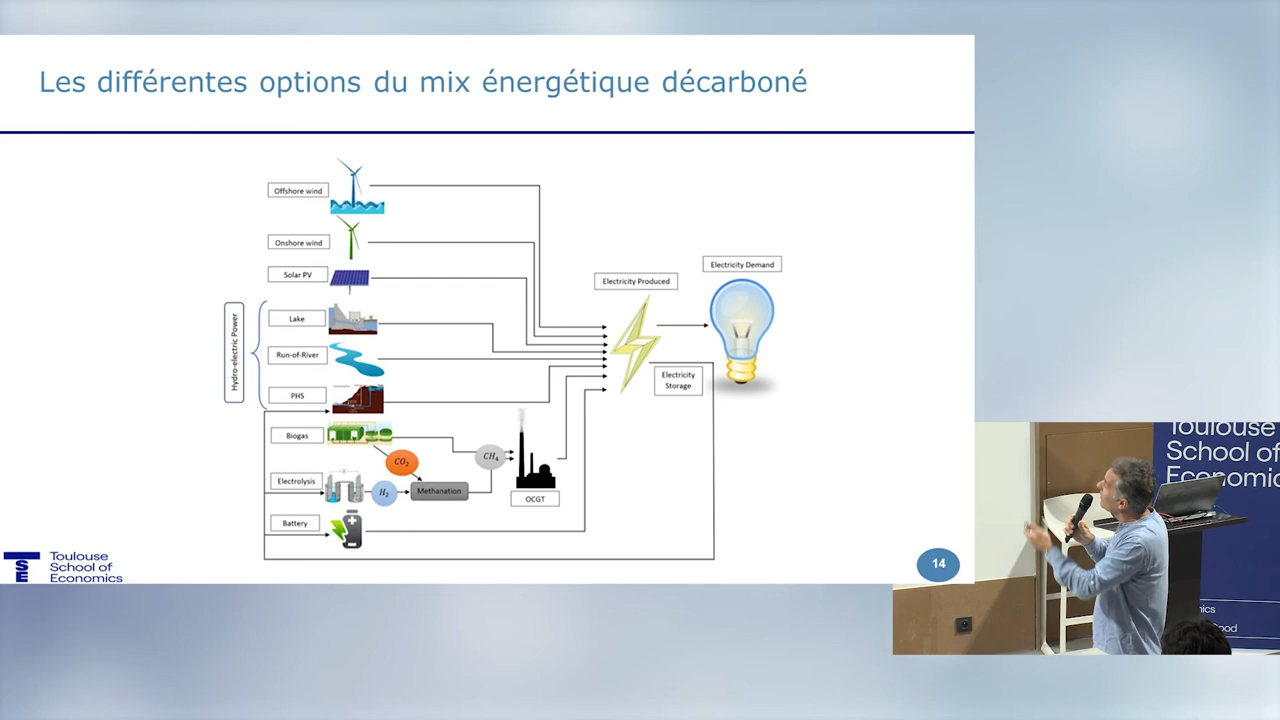 Les différentes options du mix énergétique décarboné
Offshore wind
Onshore wind
Solar PV
Hydro-electric Power
Lake
Run-of-River
PHS
Biogas
Electrolysis
Battery
CO2
H2
Methanation
CH4
OCGT
Electricity Produced
Electricity Demand
Electricity
Storage
TSE
Toulouse
School of
Economics
14
Toulouse
School of
Economic